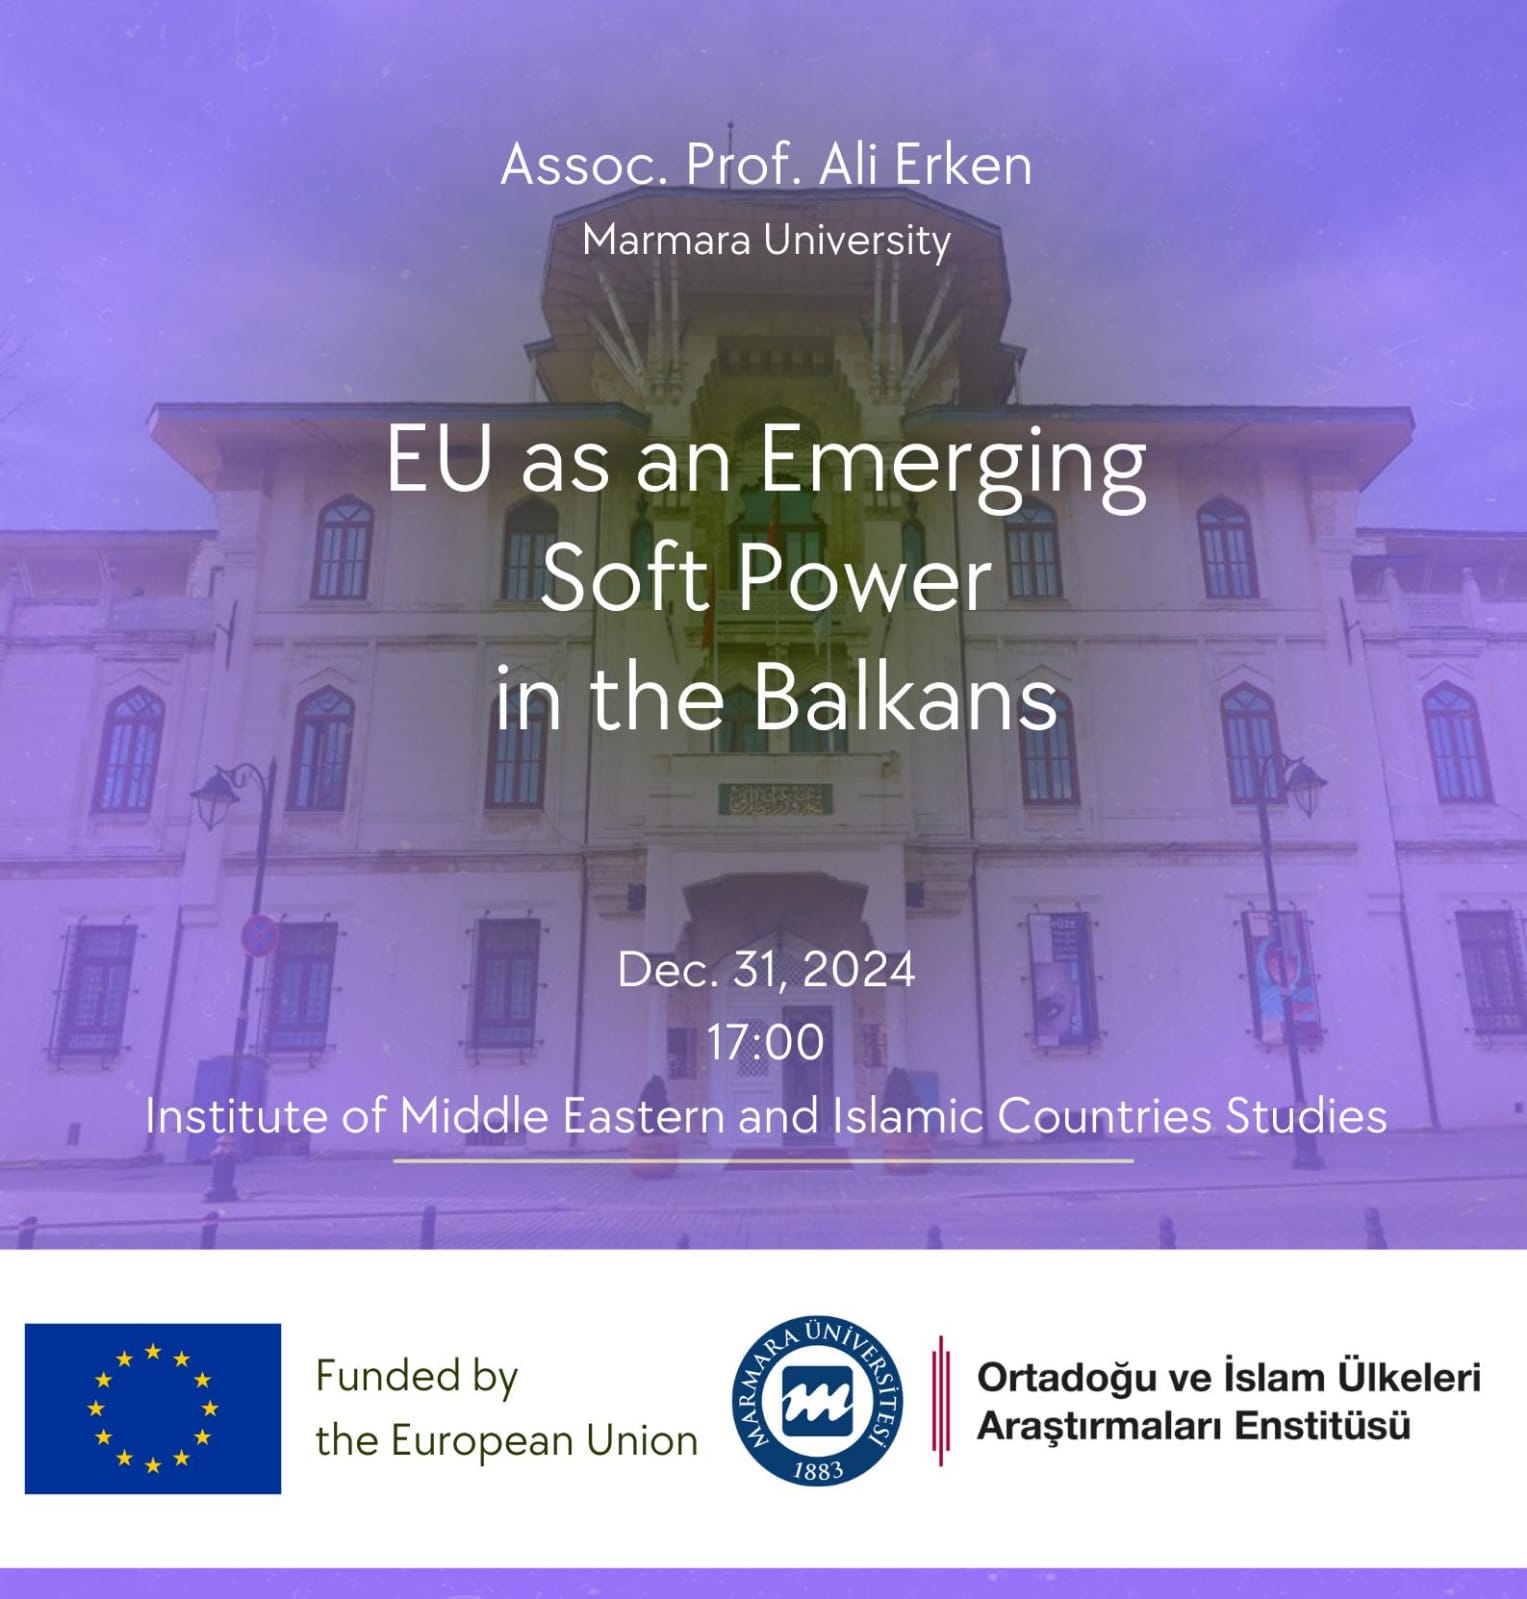 Assoc. Prof. Ali Erken
Marmara University
EU as an Emerging
Soft Power
in the Balkans
Dec. 31, 2024
17:00
Institute of Middle Eastern and Islamic Countries Studies
Funded by
the European Union
MARMARA ÜNİVERSİTESİ
1883
Ortadoğu ve İslam Ülkeleri
Araştırmaları Enstitüsü